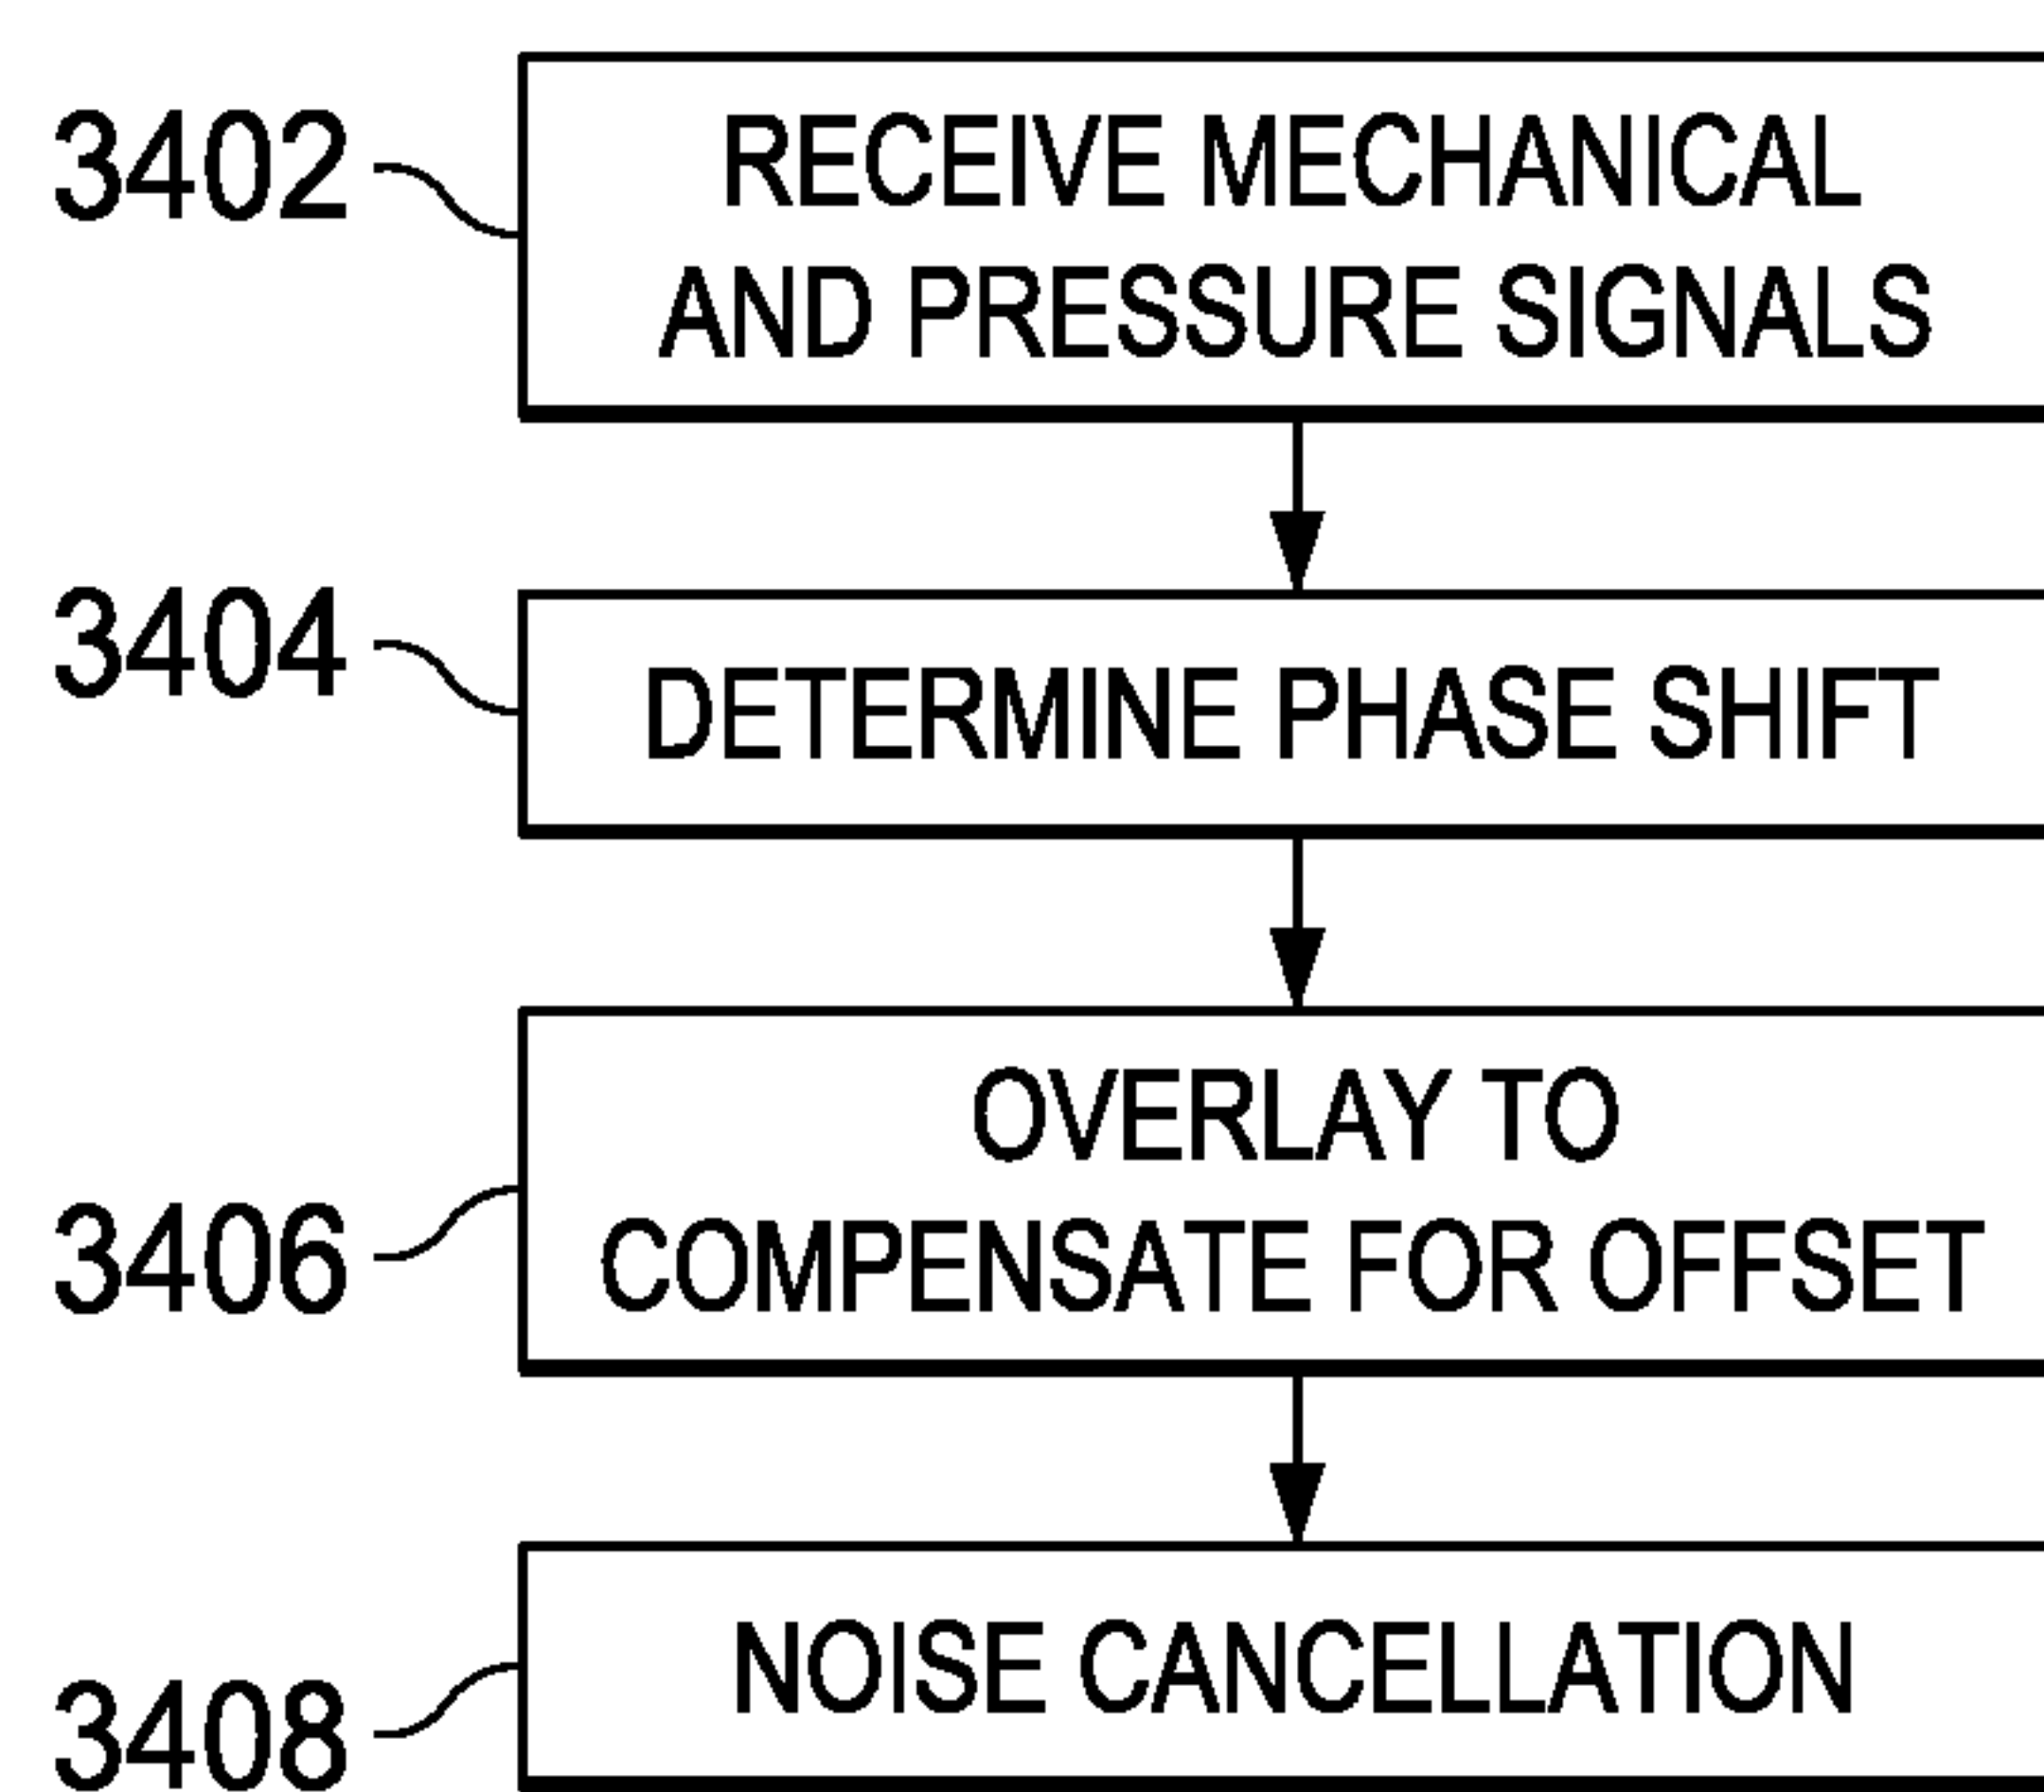 3402
RECEIVE MECHANICAL
AND PRESSURE SIGNALS
3404
DETERMINE PHASE SHIFT
OVERLAY TO
3406
COMPENSATE FOR OFFSET
3408
NOISE CANCELLATION